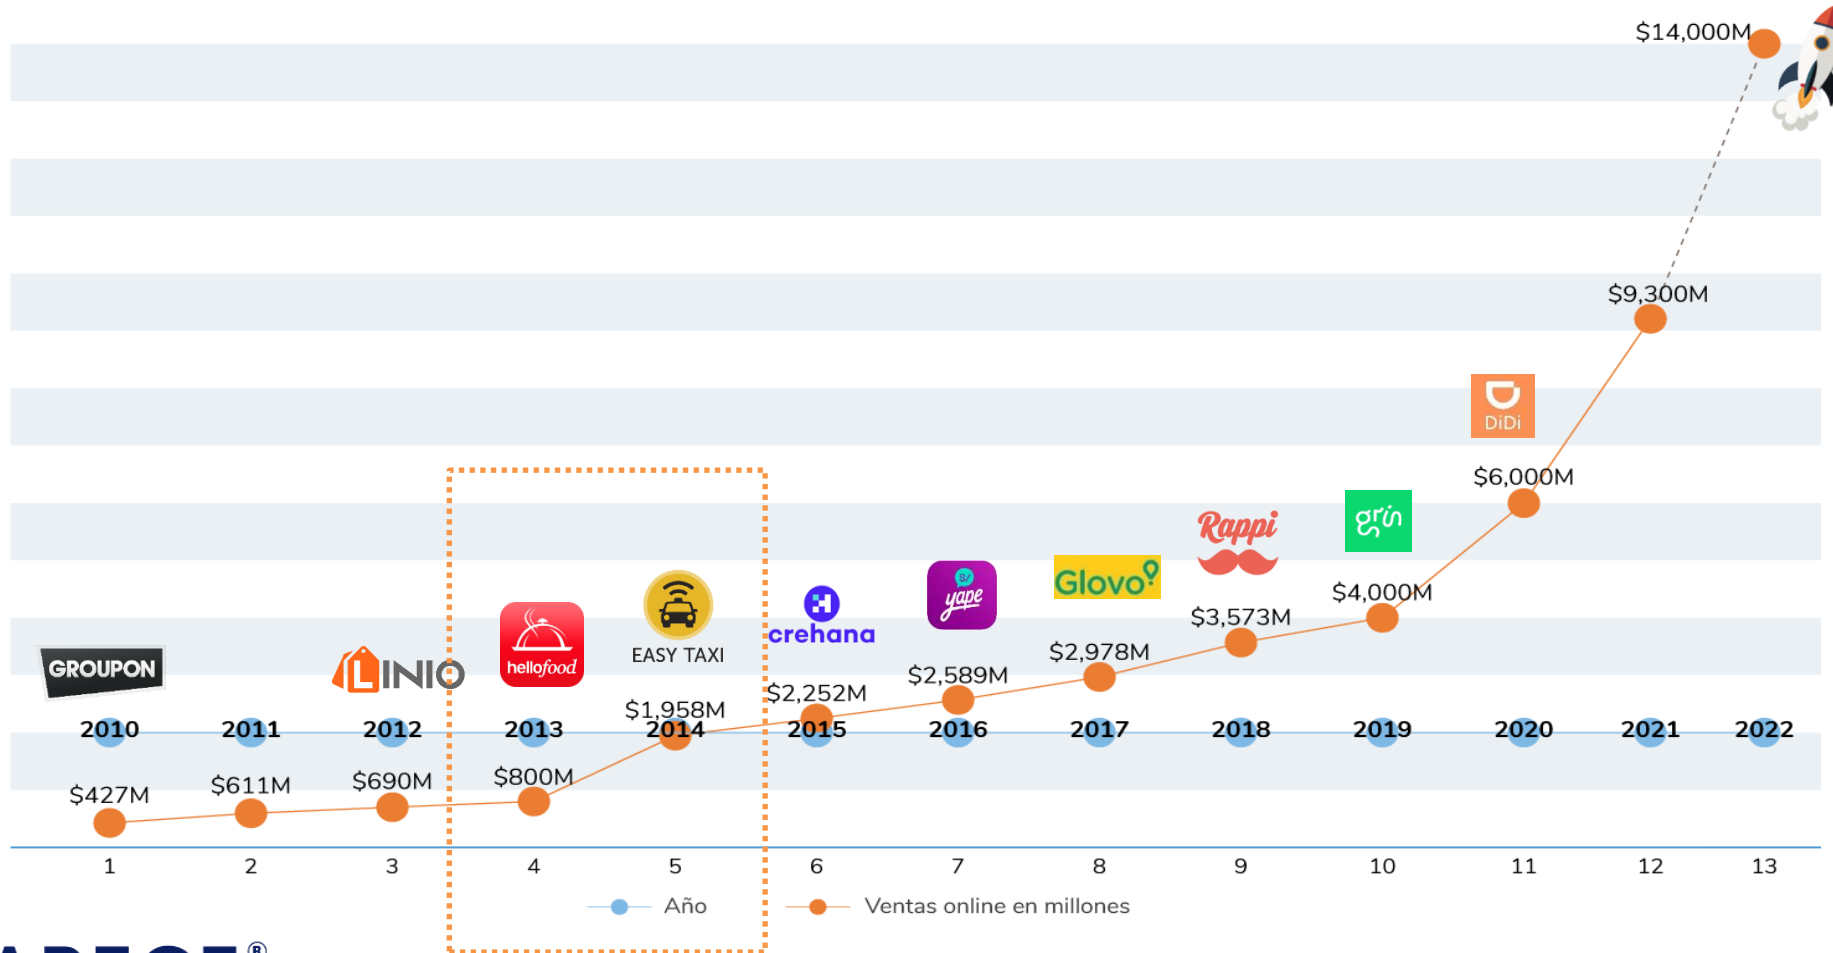 $14,000M
$9,300M
DiDi
$6,000M
grin
Rappi
$4,000M
Glovo
$3,573M
S/
yape
$2,978M
crehana
$2,589M
EASY TAXI
$2,252M
hellofood
$1,958M
LINIO
GROUPON
2010 2011 2012 2013 2014 2015 2016 2017 2018 2019 2020 2021 2022
$427M $611M $690M $800M
1 2 3 4 5 6 7 8 9 10 11 12 13
Año Ventas online en millones
®